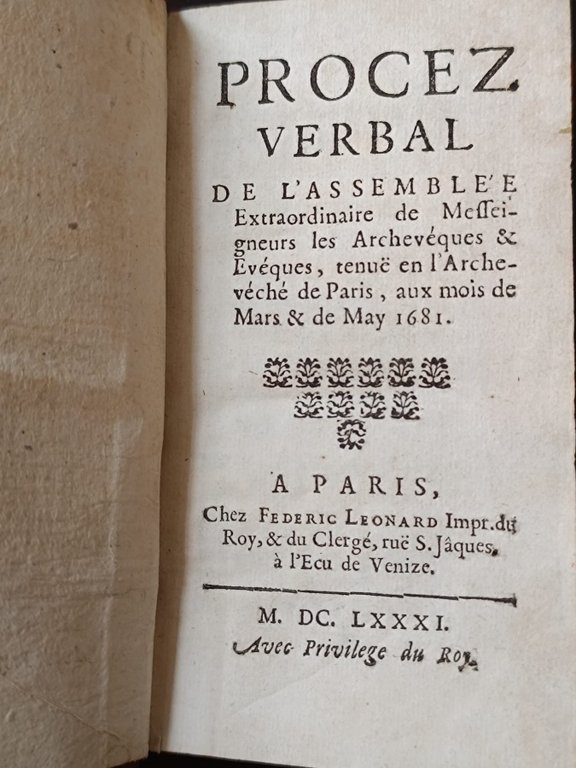 PROCEZ
VERBAL
DE L'ASSEMBLE'E
Extraordinaire de Meſſei-
gneurs les Archevéques &
Evéques, tenuë en l'Arche-
véché de Paris, aux mois de
Mars & de May 1681.
A PARIS,
Chez FEDERIC LEONARD Impr. du
Roy, & du Clergé, ruë S. Jâques,
à l'Ecu de Venize.
M. DC. LXXXI.
Avec Privilege du Roy.